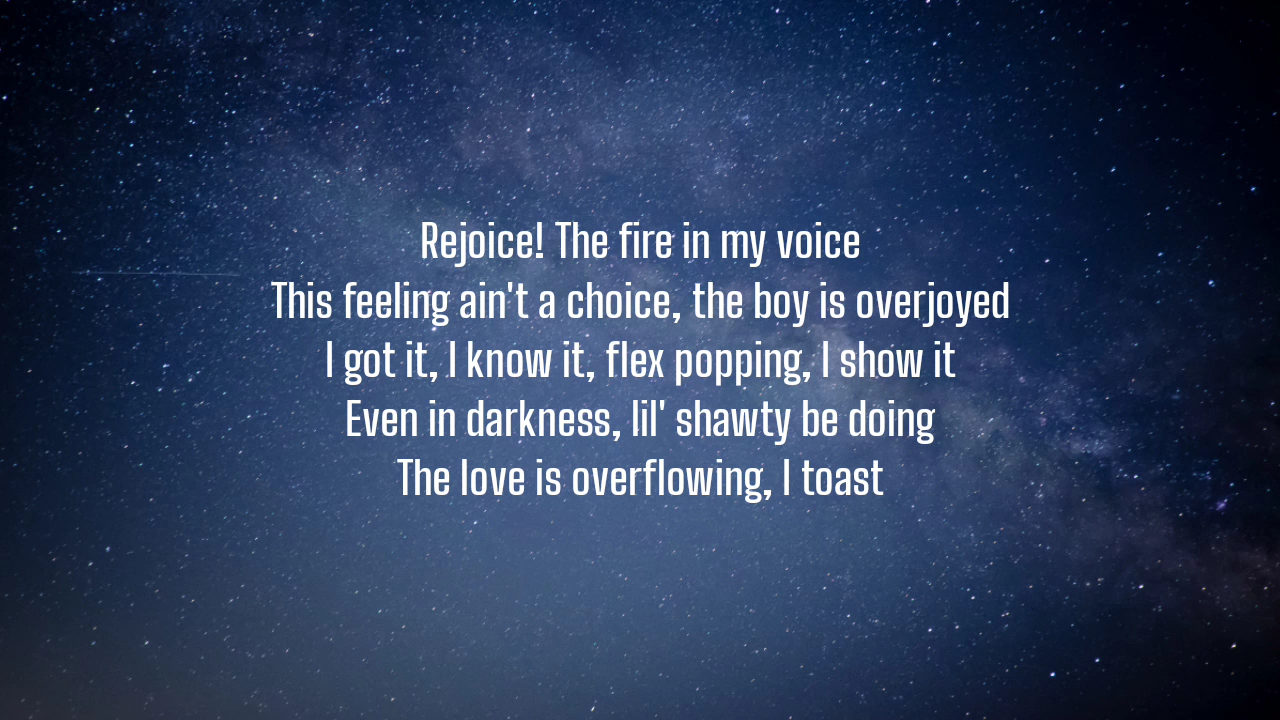 Rejoice! The fire in my voice
This feeling ain't a choice, the boy is overjoyed
I got it, I know it, flex popping, I show it
Even in darkness, lil' shawty be doing
The love is overflowing, I toast